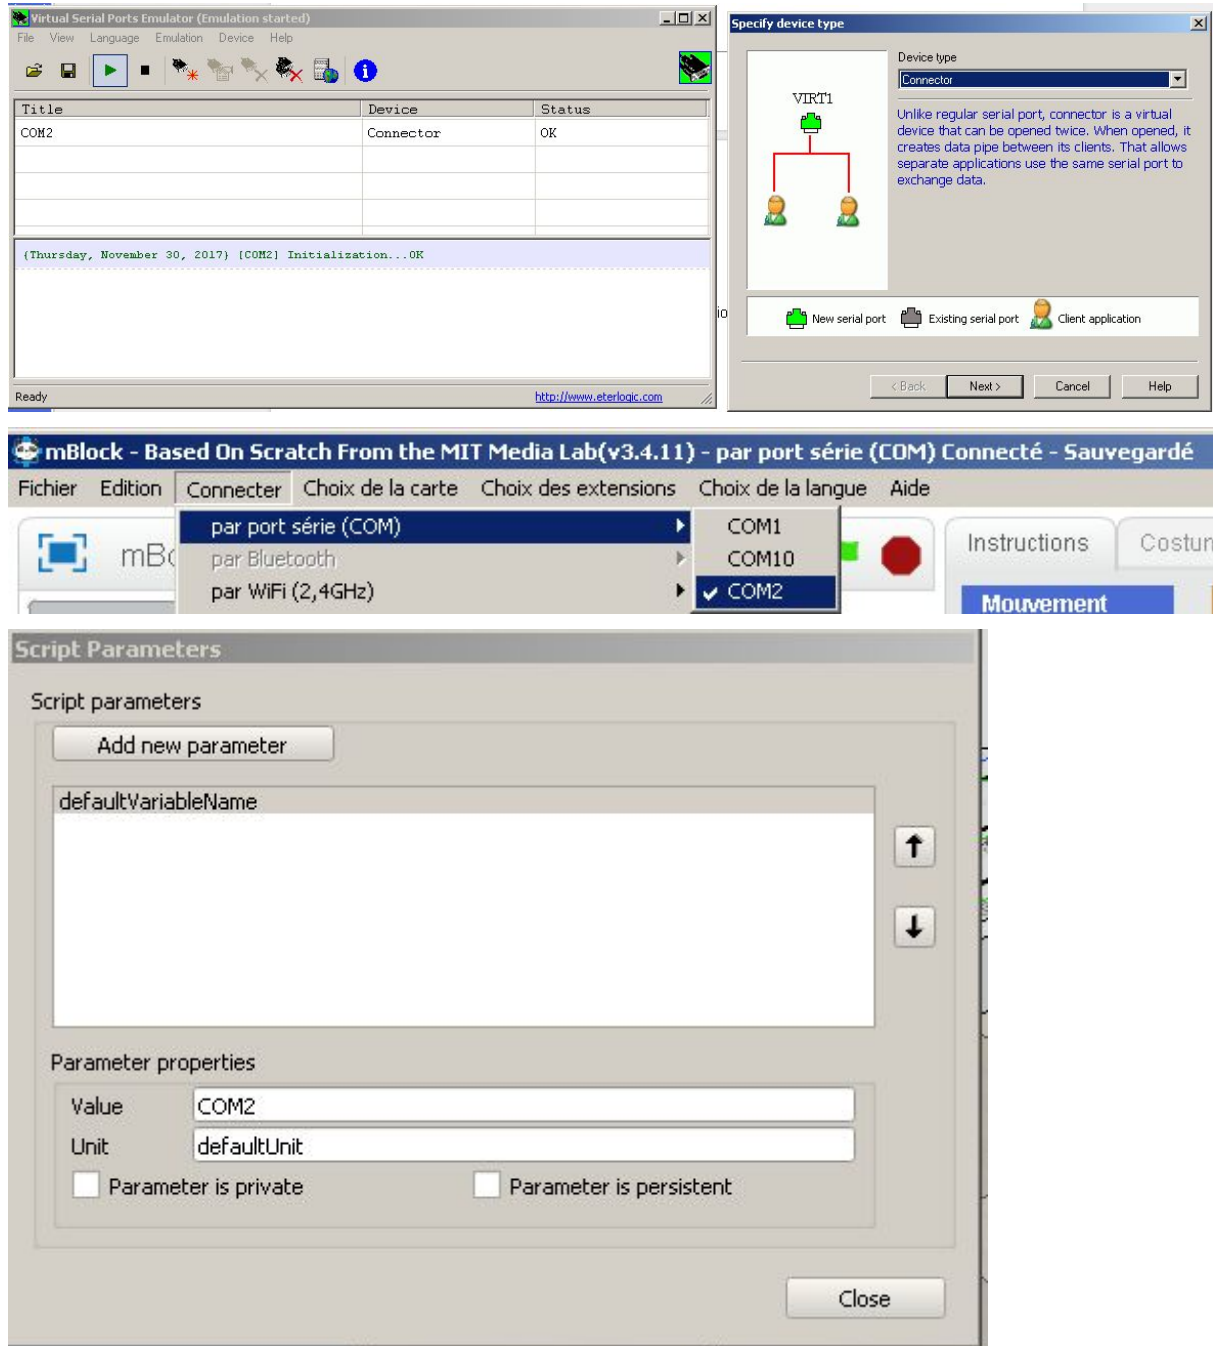 Virtual Serial Ports Emulator (Emulation started)
File View Language Emulation Device Help
Title Device Status
COM2 Connector OK
{Thursday, November 30, 2017} [COM2] Initialization...OK
Ready http://www.eterlogic.com
Specify device type
Device type
Connector
VIRT1
Unlike regular serial port, connector is a virtual
device that can be opened twice. When opened, it
creates data pipe between its clients. That allows
separate applications use the same serial port to
exchange data.
New serial port Existing serial port Client application
< Back Next > Cancel Help
mBlock - Based On Scratch From the MIT Media Lab(v3.4.11) - par port série (COM) Connecté - Sauvegardé
Fichier Edition Connecter Choix de la carte Choix des extensions Choix de la langue Aide
par port série (COM) COM1
par Bluetooth COM10
par WiFi (2,4GHz) COM2
Instructions Costun
Mouvement
Script Parameters
Script parameters
Add new parameter
defaultVariableName
Parameter properties
Value COM2
Unit defaultUnit
Parameter is private Parameter is persistent
Close